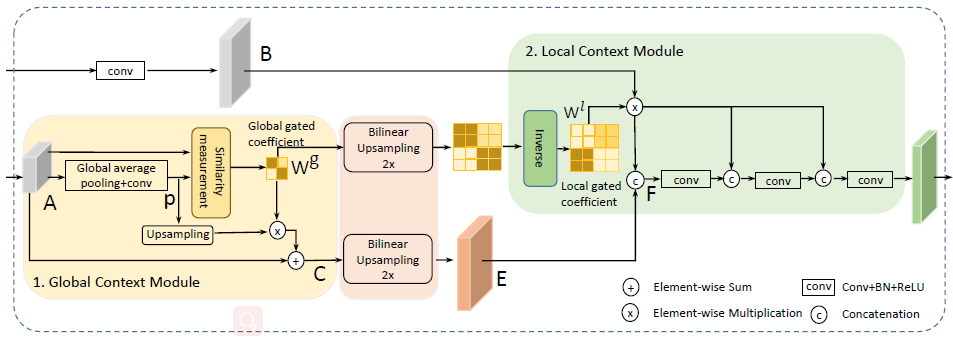 B
2. Local Context Module
conv
W^l
Global gated
coefficient
Bilinear
Upsampling
2x
Similarity
measurement
Inverse
W^g
Global average
pooling+conv
A
p
Local gated
coefficient
c
F
conv
c
conv
c
conv
x
Upsampling
x
Bilinear
Upsampling
2x
+
C
E
1. Global Context Module
+ Element-wise Sum
conv Conv+BN+ReLU
x Element-wise Multiplication
c Concatenation